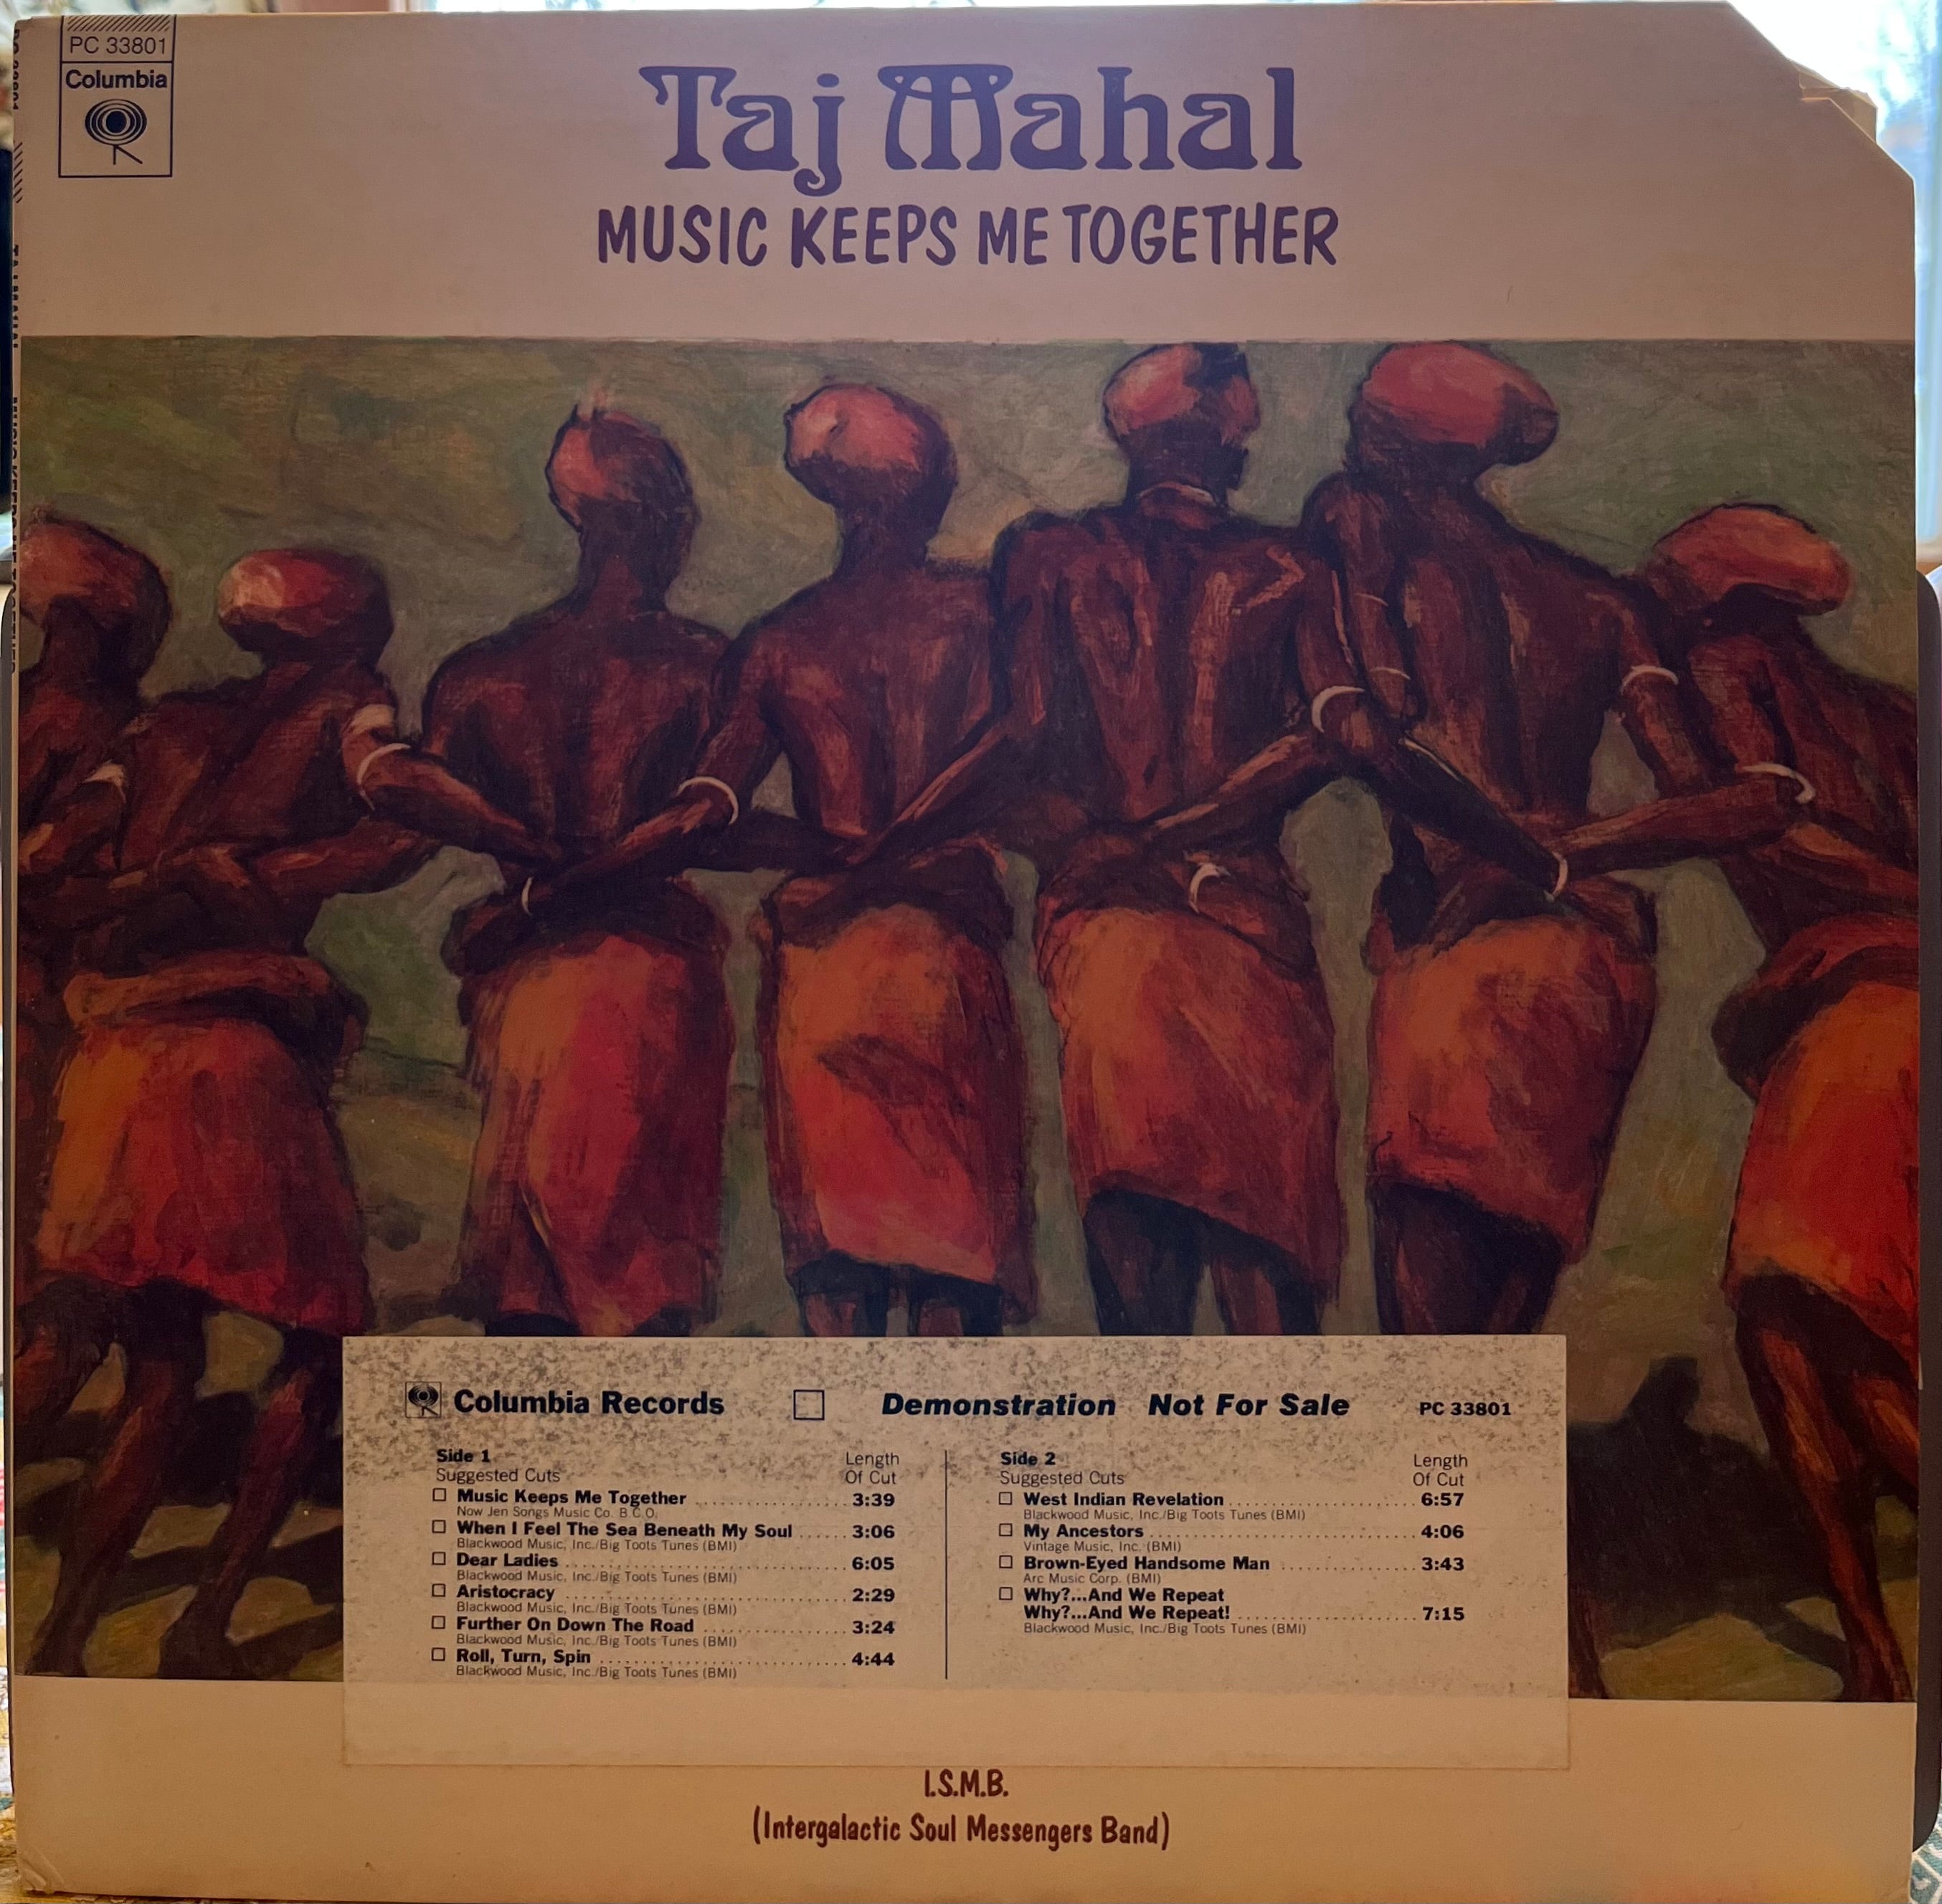 PC 33801
Columbia
Taj Mahal
MUSIC KEEPS ME TOGETHER
Columbia Records Demonstration Not For Sale PC 33801
Side 1 Length
Suggested Cuts Of Cut
Music Keeps Me Together 3:39
Now Jen Songs Music Co. B.C.O.
When I Feel The Sea Beneath My Soul 3:06
Blackwood Music, Inc./Big Toots Tunes (BMI)
Dear Ladies 6:05
Blackwood Music, Inc./Big Toots Tunes (BMI)
Aristocracy 2:29
Blackwood Music, Inc./Big Toots Tunes (BMI)
Further On Down The Road 3:24
Blackwood Music, Inc./Big Toots Tunes (BMI)
Roll, Turn, Spin 4:44
Blackwood Music, Inc./Big Toots Tunes (BMI)
Side 2 Length
Suggested Cuts Of Cut
West Indian Revelation 6:57
Blackwood Music, Inc./Big Toots Tunes (BMI)
My Ancestors 4:06
Vintage Music, Inc. (BMI)
Brown-Eyed Handsome Man 3:43
Arc Music Corp. (BMI)
Why?...And We Repeat
Why?...And We Repeat! 7:15
Blackwood Music, Inc./Big Toots Tunes (BMI)
I.S.M.B.
(Intergalactic Soul Messengers Band)